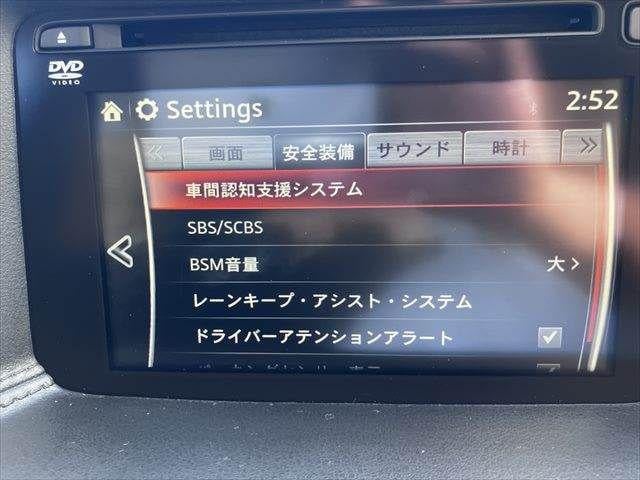 DVD
VIDEO
Settings 2:52
画面 安全装備 サウンド 時計
車間認知支援システム
SBS/SCBS
BSM音量 大
レーンキープ・アシスト・システム
ドライバーアテンションアラート